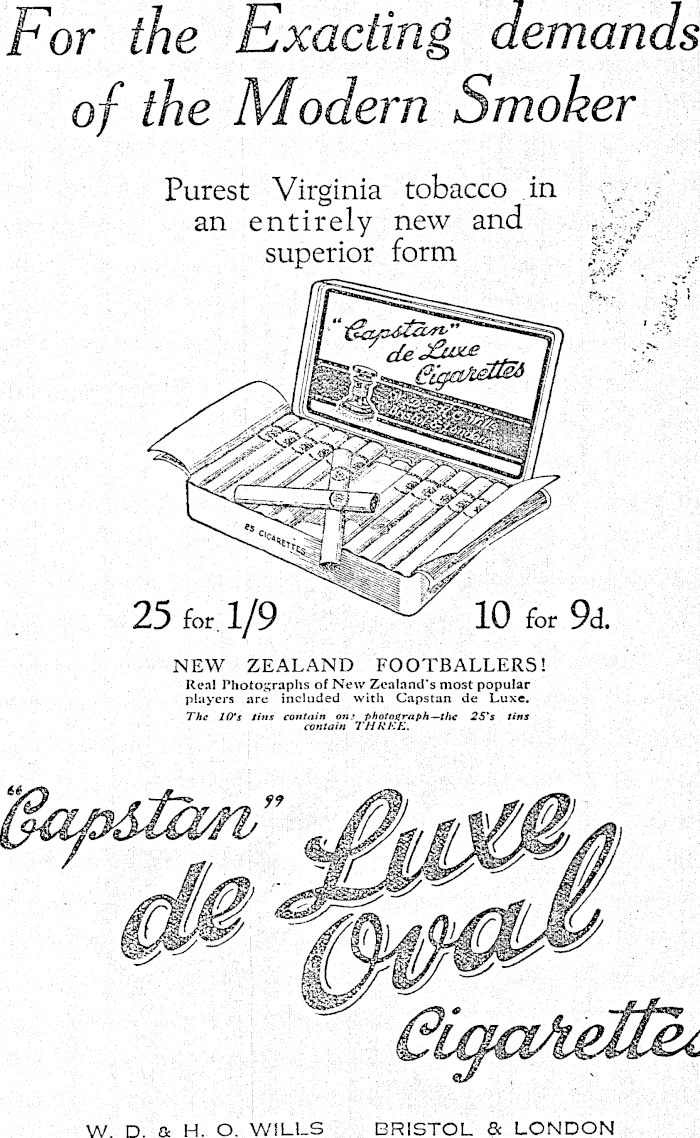 For the Exacting demands
of the Modern Smoker
Purest Virginia tobacco in
an entirely new and
superior form
"Capstan"
de Luxe
Cigarettes
25 CIGARETTES
25 for 1/9
10 for 9d.
NEW ZEALAND FOOTBALLERS!
Real Photographs of New Zealand's most popular
players are included with Capstan de Luxe.
The 10's tins contain one photograph—the 25's tins
contain THREE.
"Capstan"
de Luxe
Oval
Cigarettes
W. D. & H. O. WILLS BRISTOL & LONDON